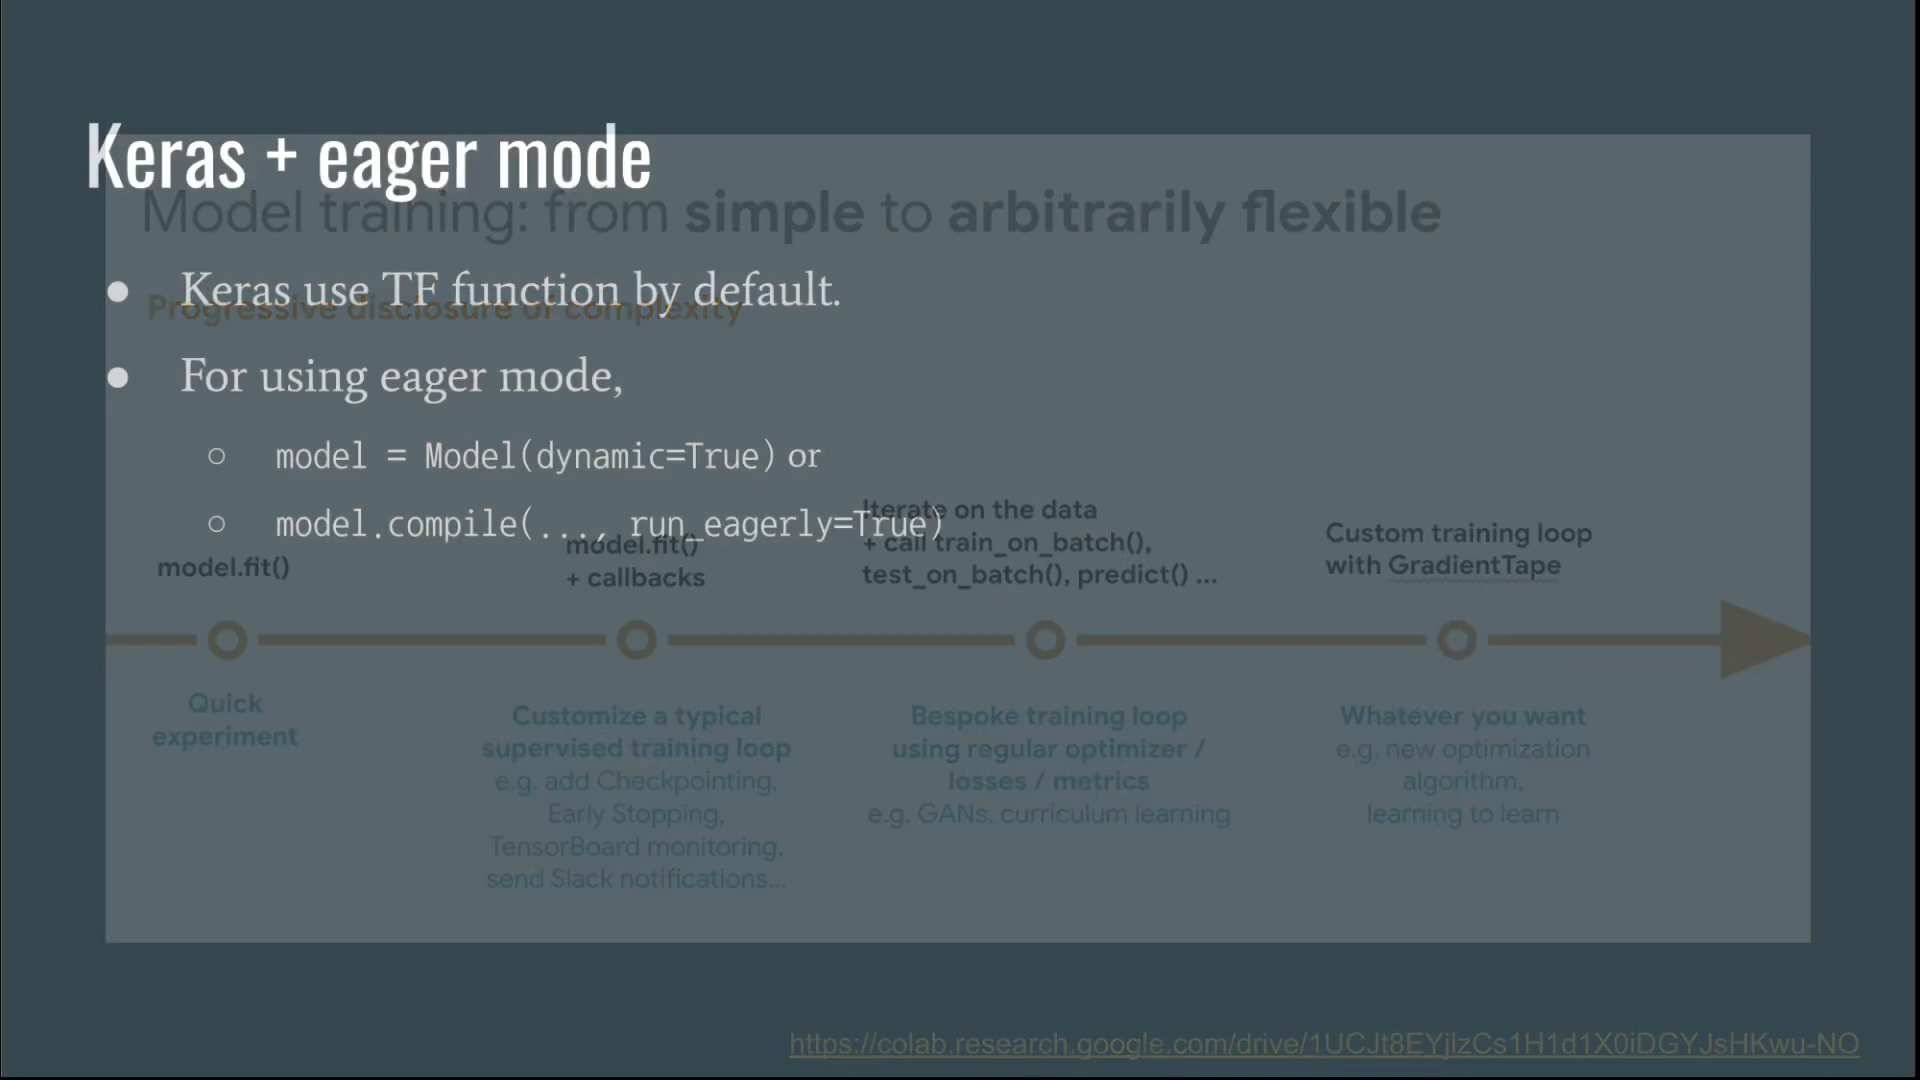 Keras + eager mode
Model training: from simple to arbitrarily flexible
● Keras use TF function by default.
Progressive disclosure of complexity
● For using eager mode,
○ model = Model(dynamic=True) or
○ model.compile(..., run_eagerly=True)
model.fit()
model.fit()
+ callbacks
Iterate on the data
+ call train_on_batch(),
test_on_batch(), predict() ...
Custom training loop
with GradientTape
Quick
experiment
Customize a typical
supervised training loop
e.g. add Checkpointing,
Early Stopping,
TensorBoard monitoring,
send Slack notifications...
Bespoke training loop
using regular optimizer /
losses / metrics
e.g. GANs, curriculum learning
Whatever you want
e.g. new optimization
algorithm,
learning to learn
https://colab.research.google.com/drive/1UCJt8EYjlzCs1H1d1X0iDGYJsHKwu-NO